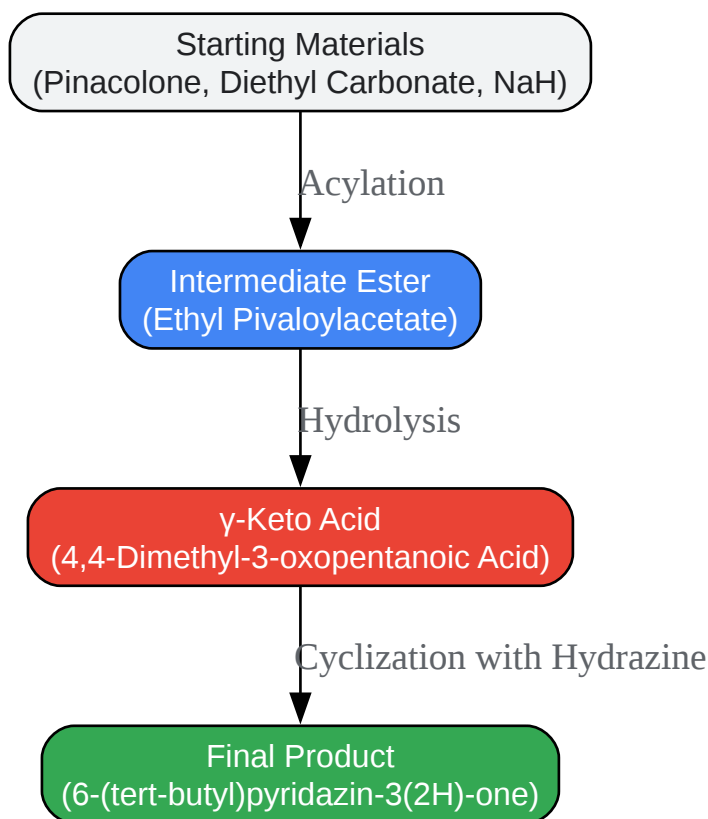 Starting Materials
(Pinacolone, Diethyl Carbonate, NaH)
Acylation
Intermediate Ester
(Ethyl Pivaloylacetate)
Hydrolysis
γ-Keto Acid
(4,4-Dimethyl-3-oxopentanoic Acid)
Cyclization with Hydrazine
Final Product
(6-(tert-butyl)pyridazin-3(2H)-one)